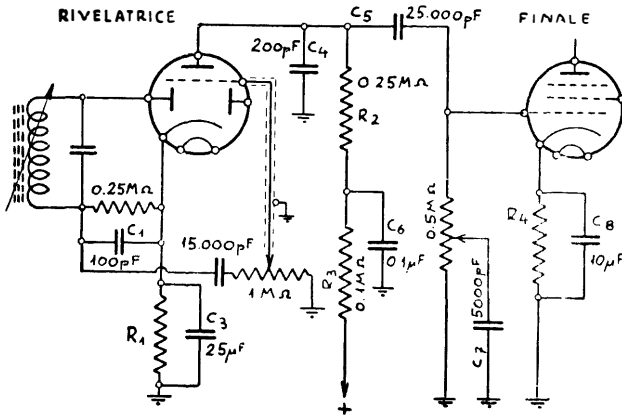 RIVELATRICE
C5
25.000pF
FINALE
200pF
C4
0.25MΩ
R2
0.25MΩ
C1
100pF
15.000pF
1MΩ
R1
C3
25µF
R3
0.1MΩ
C6
0.1µF
0.5MΩ
5000pF
C7
R4
C8
10µF
+